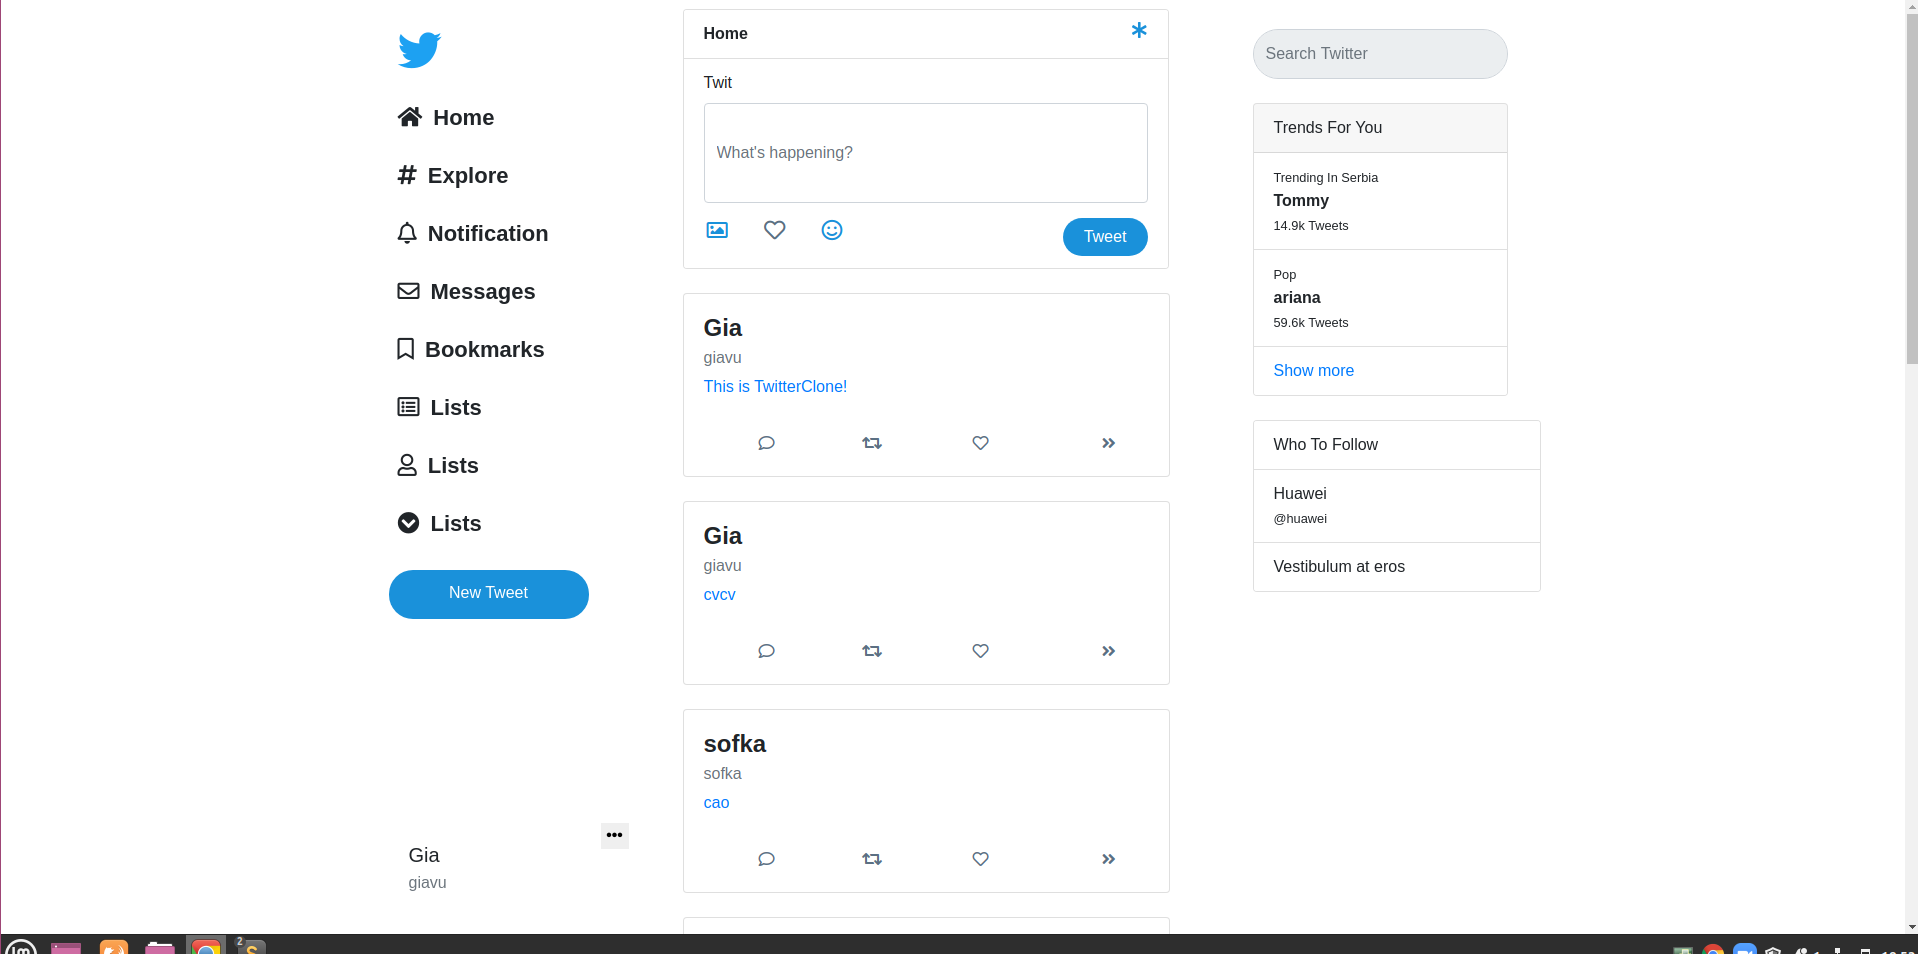 Home
Explore
Notification
Messages
Bookmarks
Lists
Lists
Lists
New Tweet
Gia
giavu
Home
Twit
What's happening?
Tweet
Gia
giavu
This is TwitterClone!
Gia
giavu
cvcv
sofka
sofka
cao
Search Twitter
Trends For You
Trending In Serbia
Tommy
14.9k Tweets
Pop
ariana
59.6k Tweets
Show more
Who To Follow
Huawei
@huawei
Vestibulum at eros
2